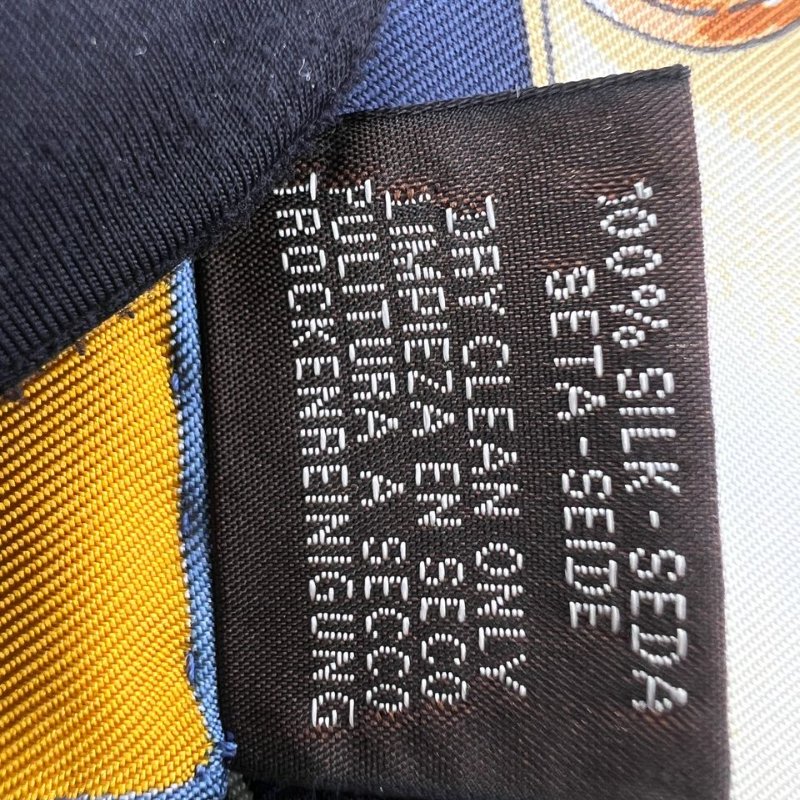 100% SILK - SEDA
SETA - SEIDE
DRY CLEAN ONLY
LIMPIEZA EN SECO
PULITURA A SECCO
TROCKENREINIGUNG